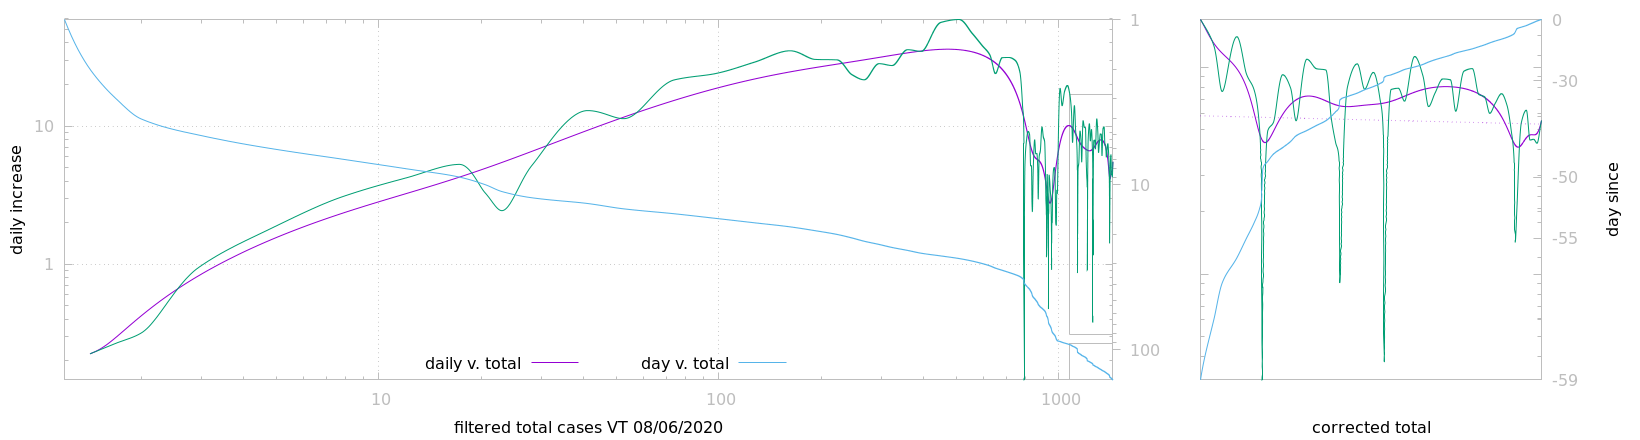 daily increase
10
1
10
100
1000
1
10
100
daily v. total
day v. total
filtered total cases VT 08/06/2020
0
-30
-50
-55
-59
day since
corrected total